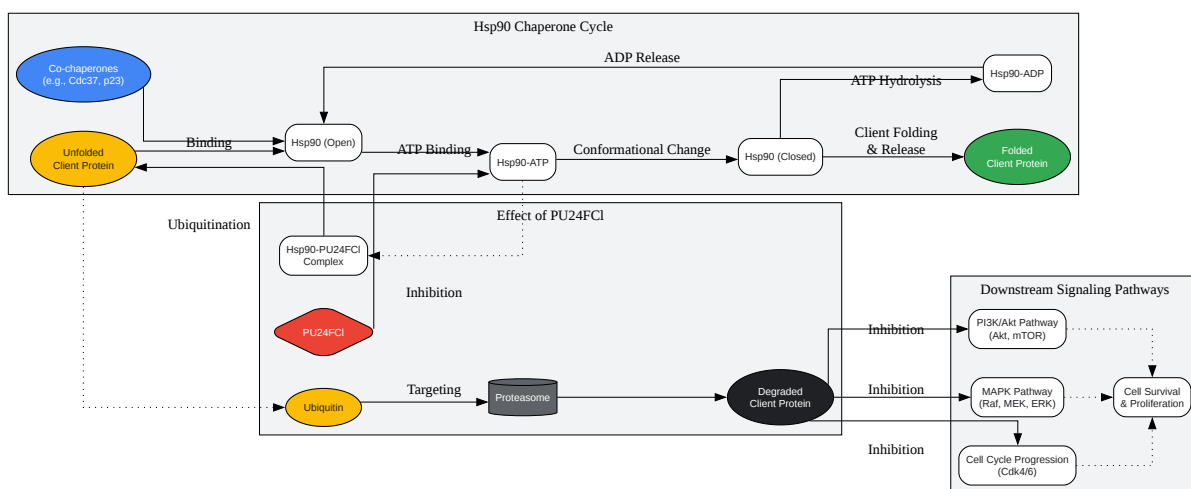 Hsp90 Chaperone Cycle
Co-chaperones
(e.g., Cdc37, p23)
ADP Release
Hsp90-ADP
ATP Hydrolysis
Unfolded
Client Protein
Binding
Hsp90 (Open)
ATP Binding
Hsp90-ATP
Conformational Change
Hsp90 (Closed)
Client Folding
& Release
Folded
Client Protein
Ubiquitination
Effect of PU24FCl
Hsp90-PU24FCl
Complex
Inhibition
PU24FCl
Ubiquitin
Targeting
Proteasome
Degraded
Client Protein
Inhibition
Inhibition
Inhibition
Downstream Signaling Pathways
PI3K/Akt Pathway
(Akt, mTOR)
MAPK Pathway
(Raf, MEK, ERK)
Cell Survival
& Proliferation
Cell Cycle Progression
(Cdk4/6)